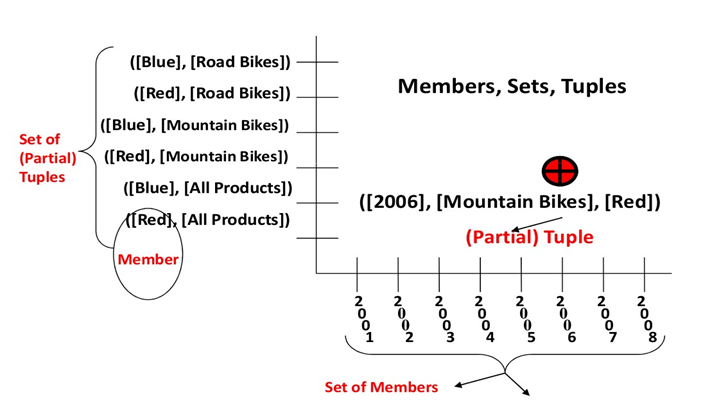 ([Blue], [Road Bikes])
([Red], [Road Bikes])
([Blue], [Mountain Bikes])
([Red], [Mountain Bikes])
([Blue], [All Products])
([Red], [All Products])
Set of
(Partial)
Tuples
Member
Members, Sets, Tuples
([2006], [Mountain Bikes], [Red])
(Partial) Tuple
2001
2002
2003
2004
2005
2006
2007
2008
Set of Members